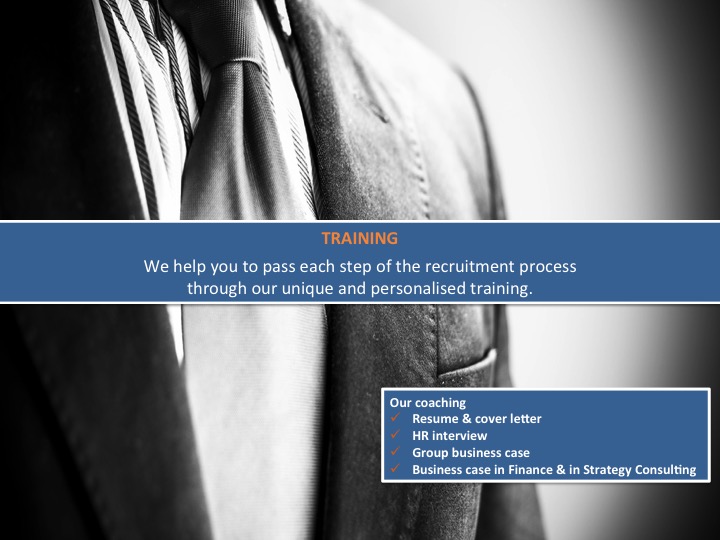 TRAINING
We help you to pass each step of the recruitment process
through our unique and personalised training.
Our coaching
✓ Resume & cover letter
✓ HR interview
✓ Group business case
✓ Business case in Finance & in Strategy Consulting